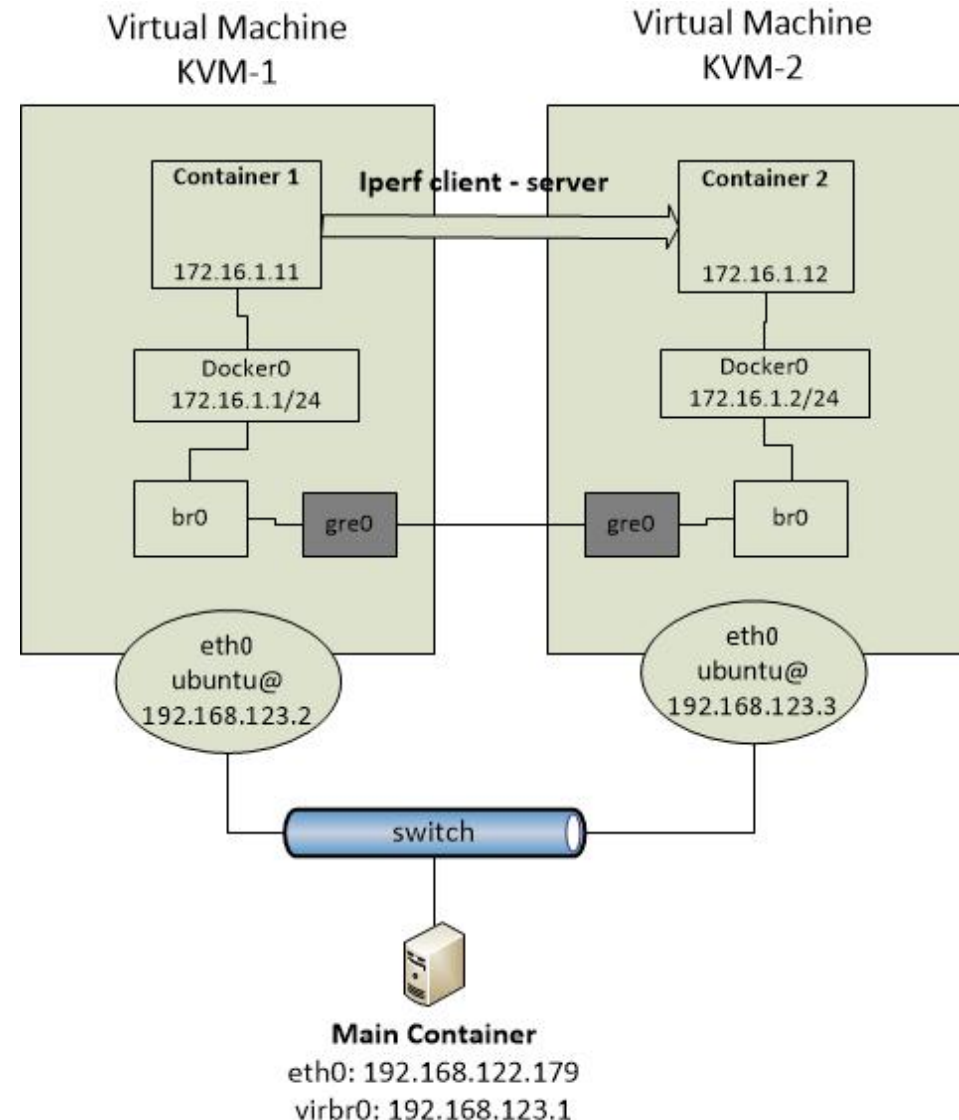 Virtual Machine
KVM-1
Virtual Machine
KVM-2
Container 1
172.16.1.11
Iperf client - server
Container 2
172.16.1.12
Docker0
172.16.1.1/24
Docker0
172.16.1.2/24
br0
gre0
gre0
br0
eth0
ubuntu@
192.168.123.2
eth0
ubuntu@
192.168.123.3
switch
Main Container
eth0: 192.168.122.179
virbr0: 192.168.123.1